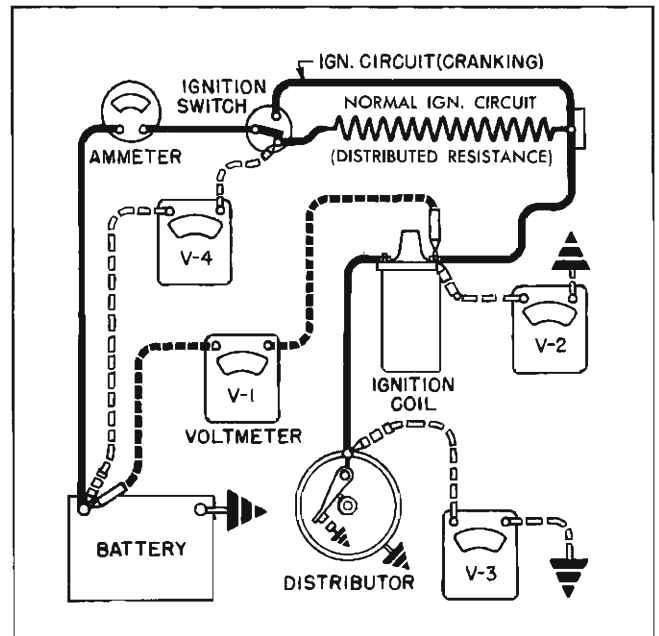 IGN. CIRCUIT (CRANKING)
IGNITION
SWITCH
NORMAL IGN. CIRCUIT
(DISTRIBUTED RESISTANCE)
AMMETER
V-4
V-2
V-1
IGNITION
COIL
VOLTMETER
BATTERY
DISTRIBUTOR
V-3